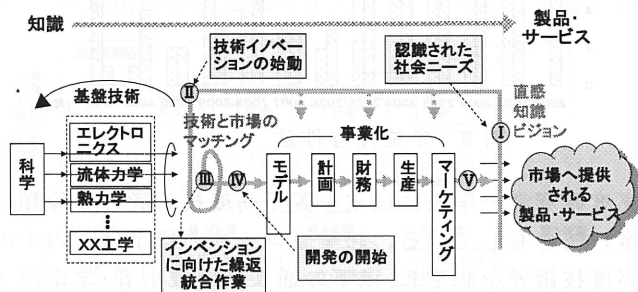 知識
製品・
サービス
技術イノベー
ションの始動
認識された
社会ニーズ
基盤技術
Ⅱ
直感
知識
ビジョン
Ⅰ
技術と市場の
マッチング
事業化
科学
エレクトロ
ニクス
流体力学
熱力学
XX工学
Ⅲ
Ⅳ
モデル
計画
財務
生産
マーケティング
Ⅴ
市場へ提供
される
製品・サービス
インベンション
に向けた繰返
統合作業
開発の開始